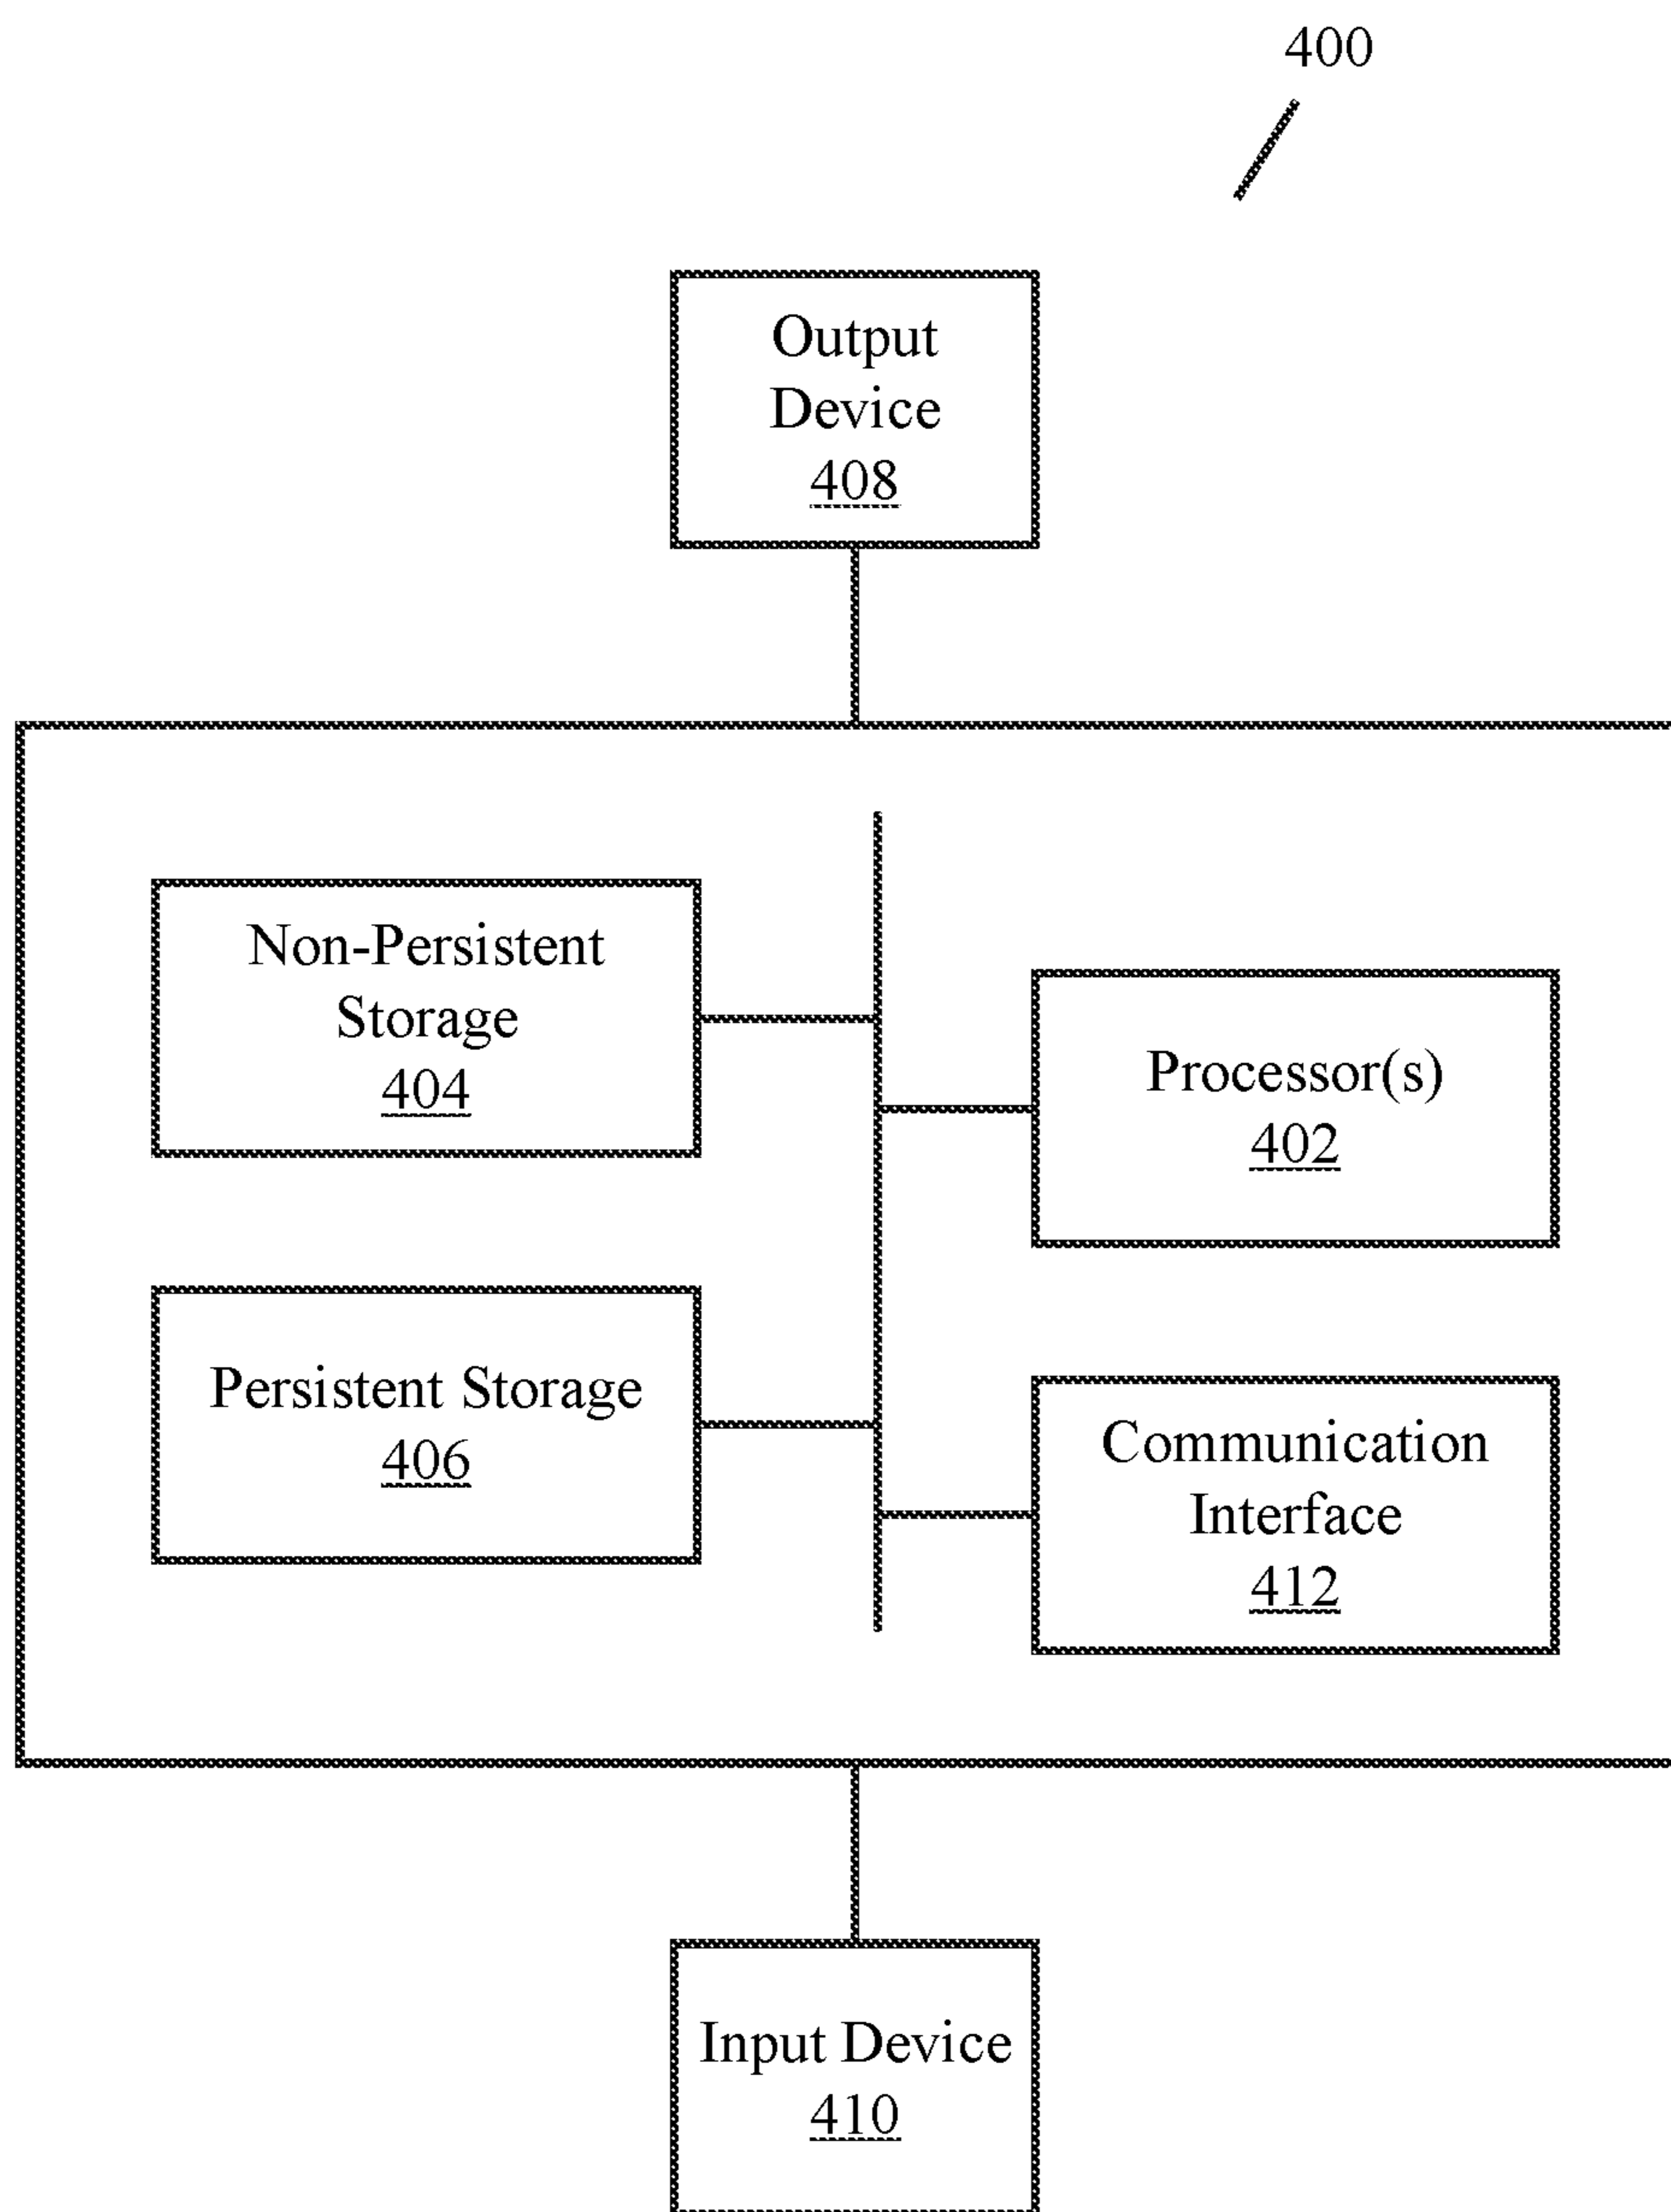 400
Output
Device
408
Non-Persistent
Storage
404
Processor(s)
402
Persistent Storage
406
Communication
Interface
412
Input Device
410